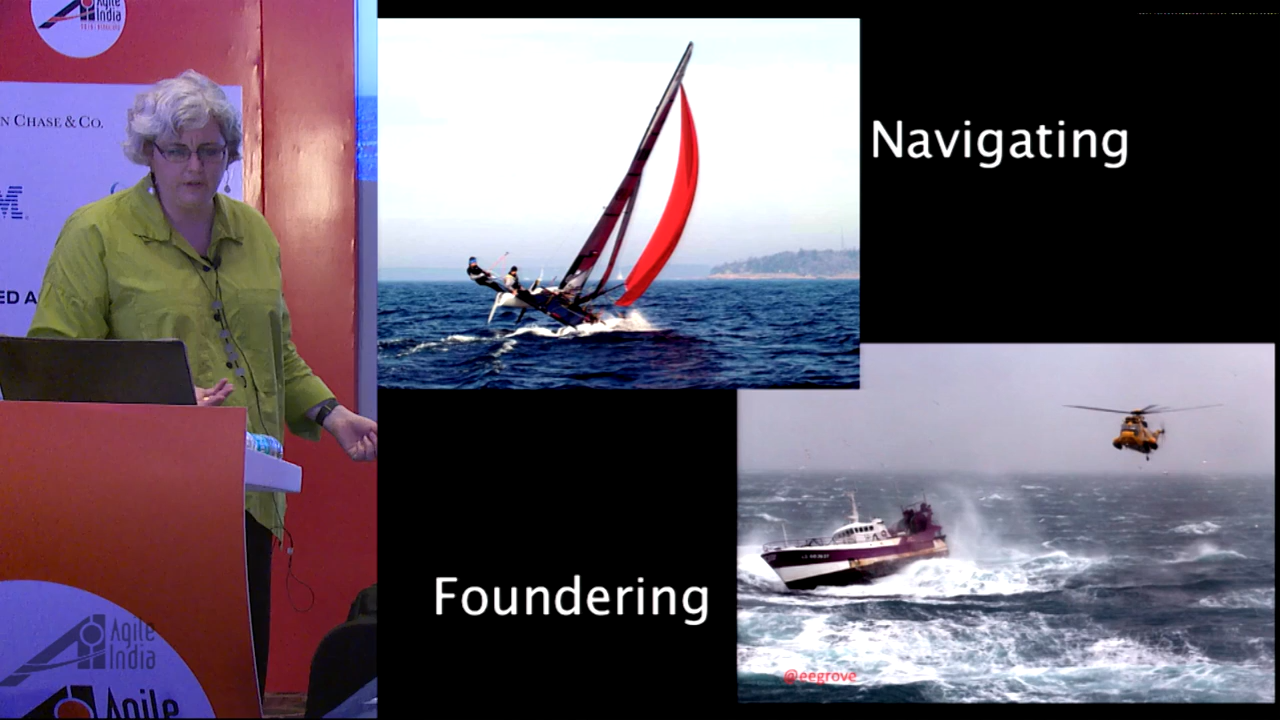 Agile
India
N CHASE & CO.
M
ED A
Navigating
Foundering
@eegrove
Agile
India
Agile